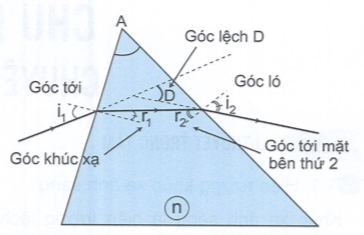 A
Góc lệch D
Góc tới
Góc ló
i₁
D
i₂
r₁
r₂
Góc khúc xạ
Góc tới mặt
bên thứ 2
n